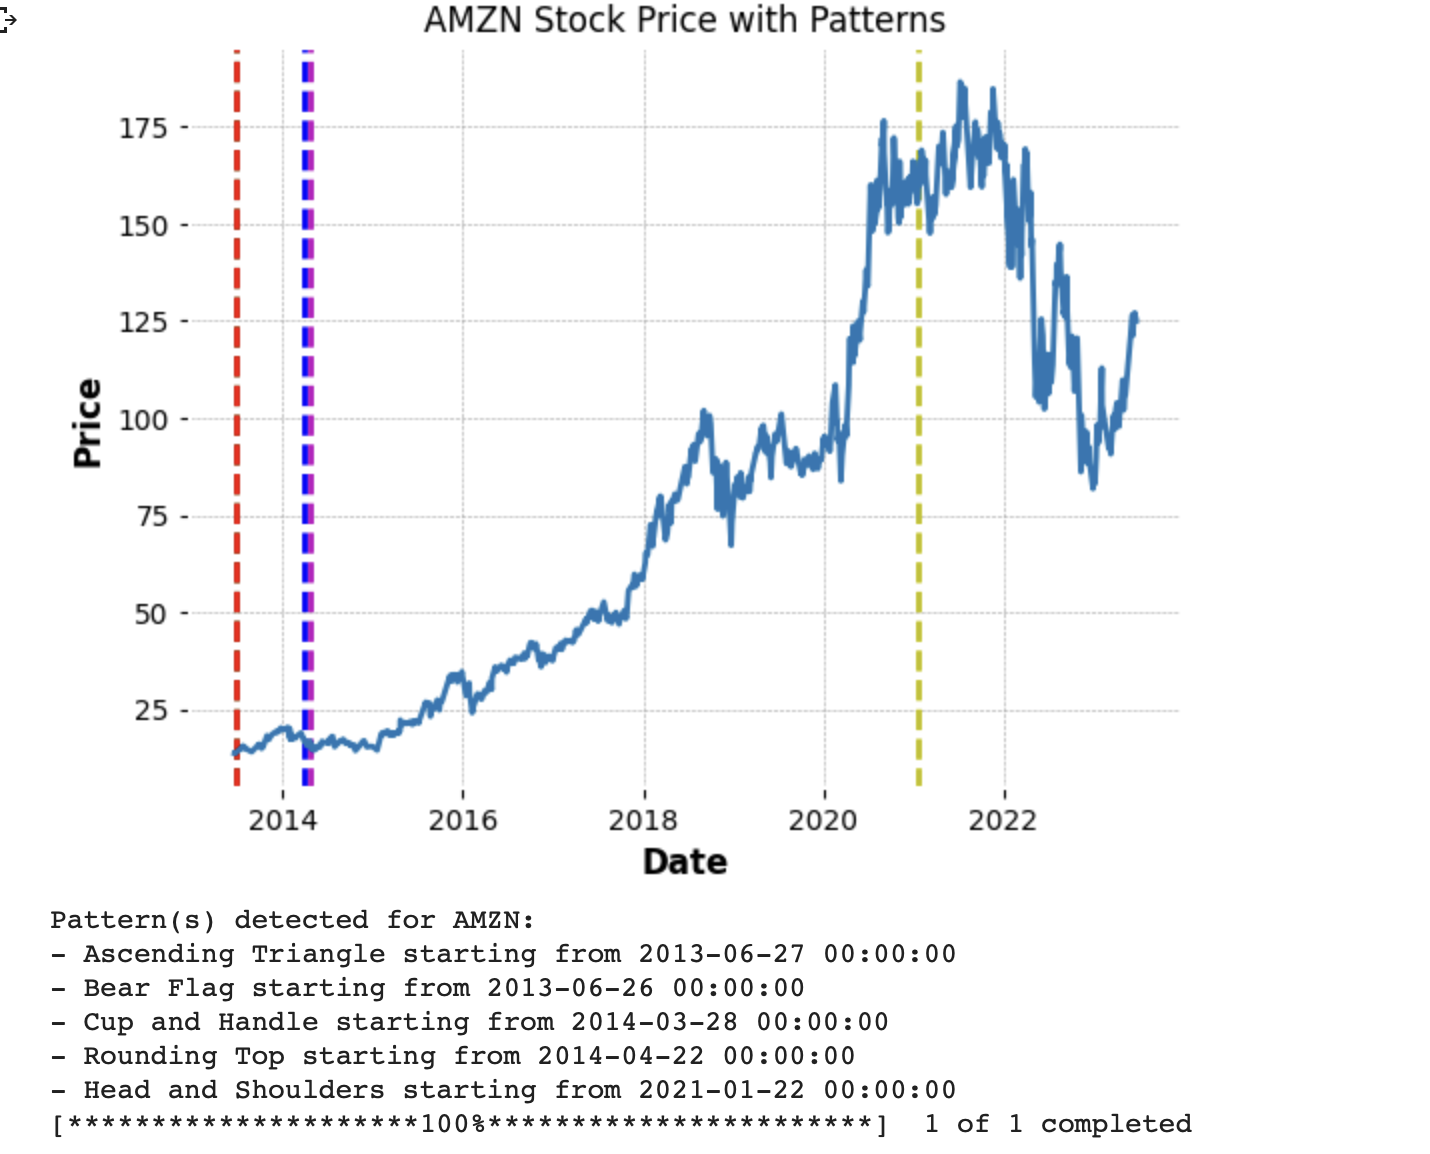 AMZN Stock Price with Patterns
175
150
125
100
75
50
25
Price
2014 2016 2018 2020 2022
Date
Pattern(s) detected for AMZN:
- Ascending Triangle starting from 2013-06-27 00:00:00
- Bear Flag starting from 2013-06-26 00:00:00
- Cup and Handle starting from 2014-03-28 00:00:00
- Rounding Top starting from 2014-04-22 00:00:00
- Head and Shoulders starting from 2021-01-22 00:00:00
[*********************100%***********************]  1 of 1 completed